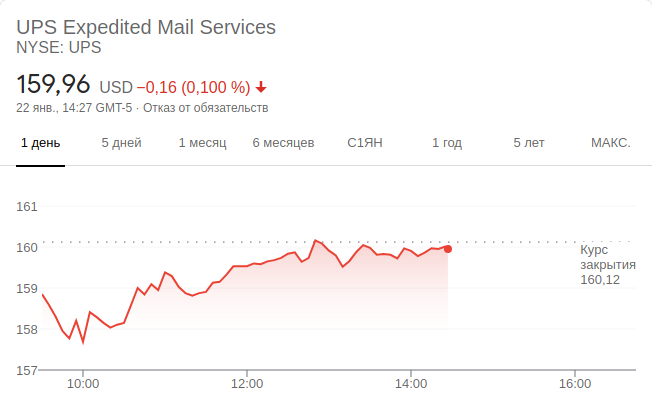 UPS Expedited Mail Services
NYSE: UPS
159,96 USD −0,16 (0,100 %)
22 янв., 14:27 GMT-5 · Отказ от обязательств
1 день 5 дней 1 месяц 6 месяцев С1ЯН 1 год 5 лет МАКС.
161
160
159
158
157
Курс
закрытия
160,12
10:00 12:00 14:00 16:00